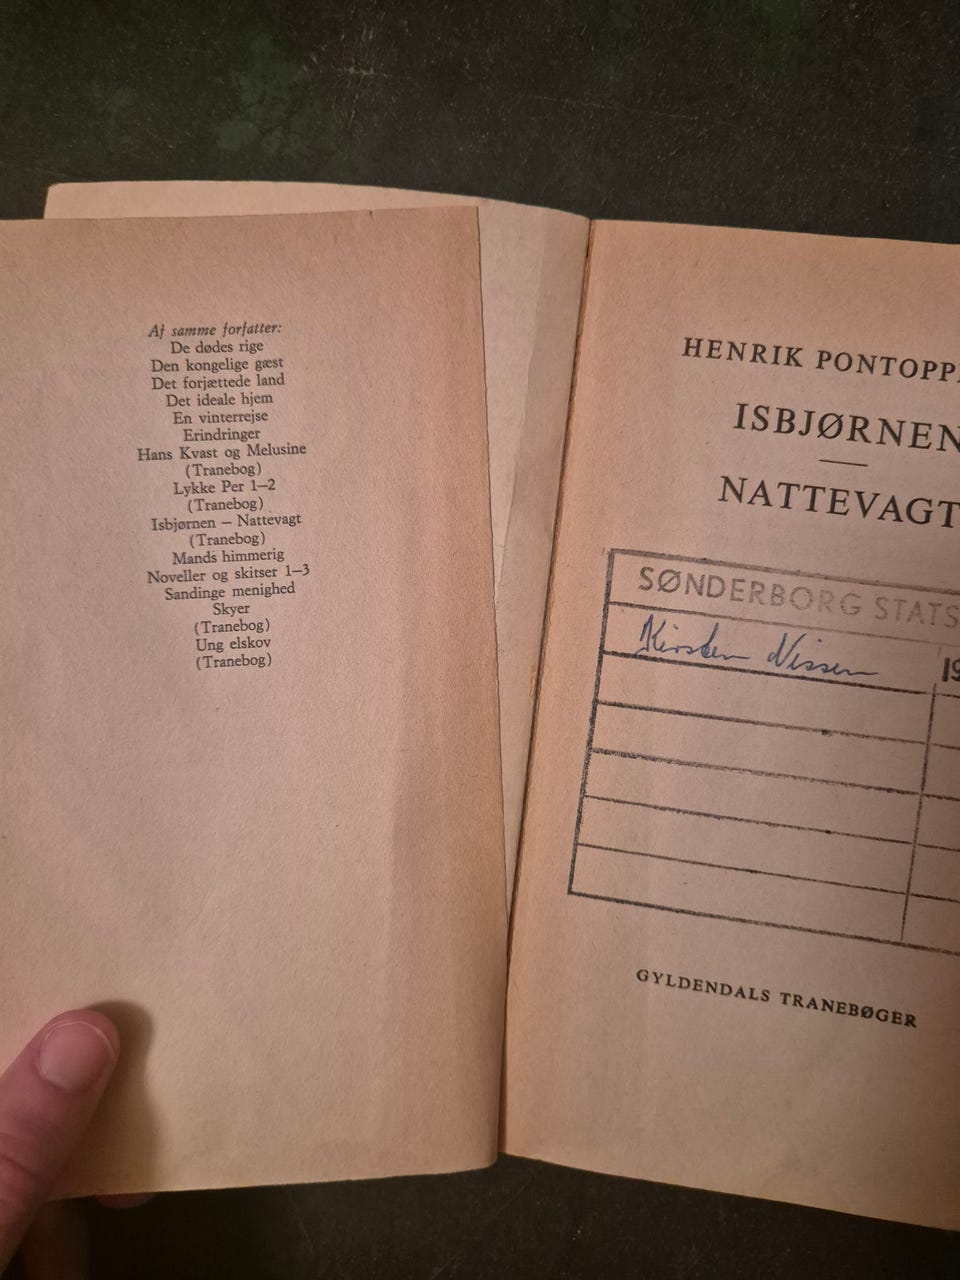 Af samme forfatter:
De dødes rige
Den kongelige gæst
Det forjættede land
Det ideale hjem
En vinterrejse
Erindringer
Hans Kvast og Melusine
(Tranebog)
Lykke Per 1–2
(Tranebog)
Isbjørnen – Nattevagt
(Tranebog)
Mands himmerig
Noveller og skitser 1–3
Sandinge menighed
Skyer
(Tranebog)
Ung elskov
(Tranebog)
HENRIK PONTOPP
ISBJØRNEN
NATTEVAGT
SØNDERBORG STATS
Kirsten Nissen 19
GYLDENDALS TRANEBØGER